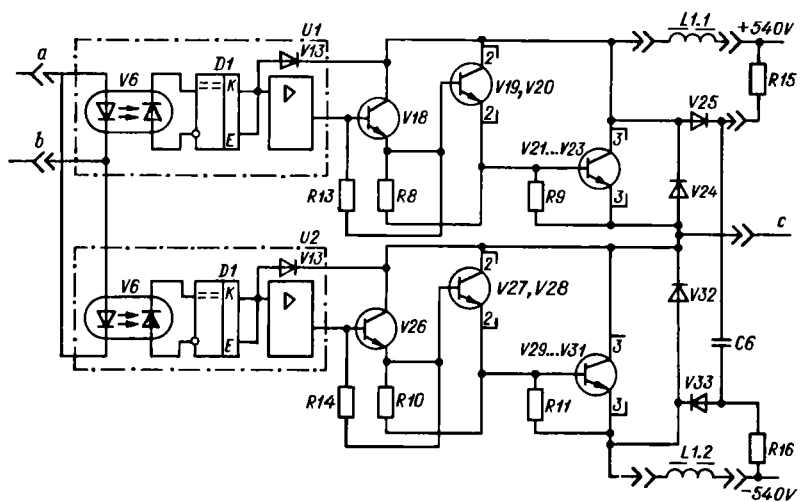 U1
L1.1
+540V
a
V6
D1
V13
K
E
V18
2
V19, V20
2
V25
R15
b
V21...V23
3
3
R13
R8
R9
V24
c
U2
V13
V6
D1
K
E
V26
2
V27, V28
2
V29...V31
3
3
V32
C6
R14
R10
R11
V33
R16
L1.2
-540V